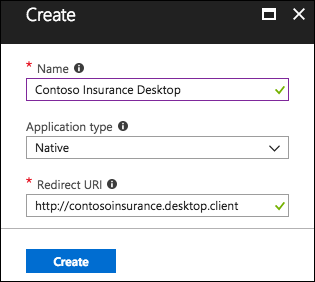 Create
* Name
Contoso Insurance Desktop
Application type
Native
* Redirect URI
http://contosoinsurance.desktop.client
Create